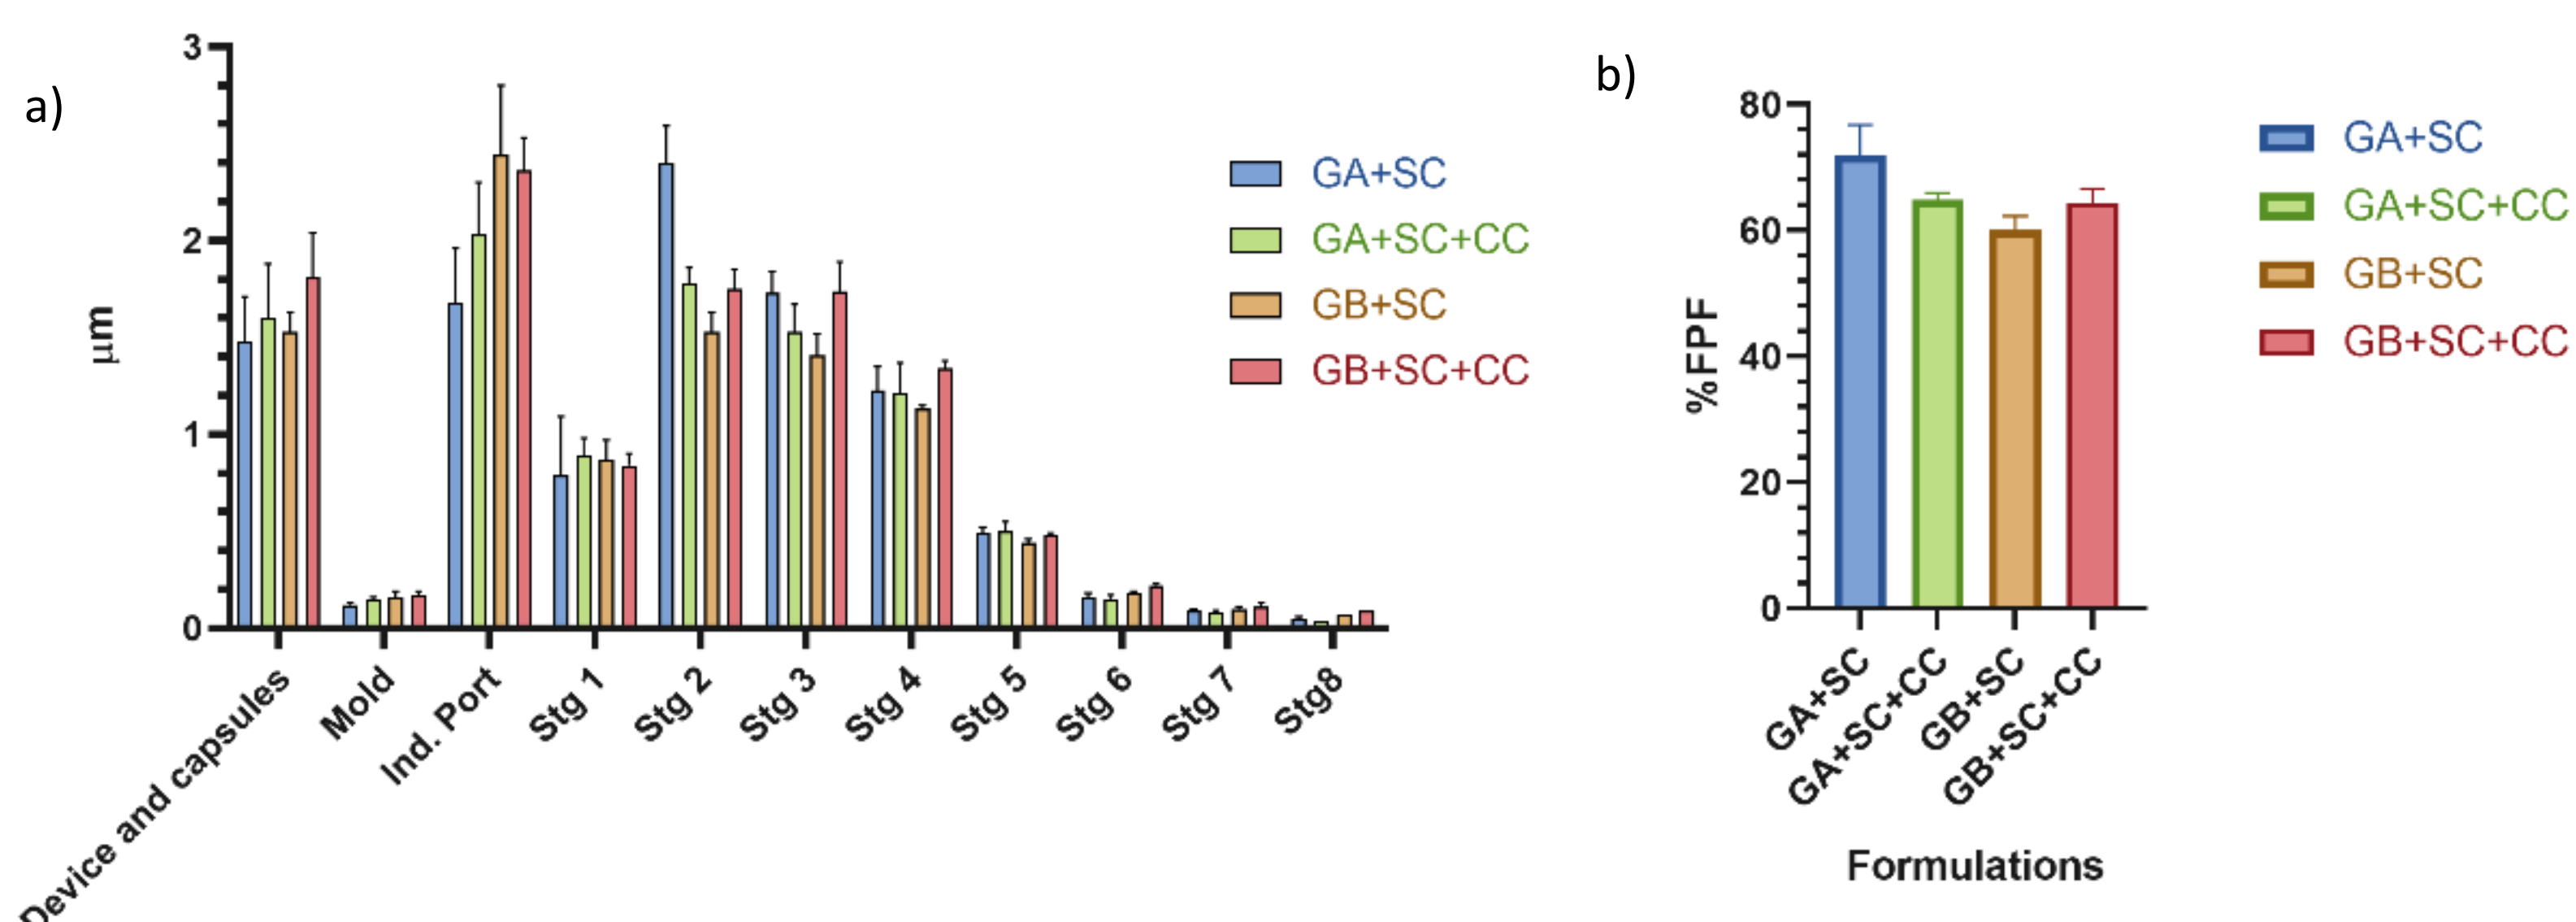 a)
3
2
1
0
µm
Device and capsules
Mold
Ind. Port
Stg 1
Stg 2
Stg 3
Stg 4
Stg 5
Stg 6
Stg 7
Stg8
GA+SC
GA+SC+CC
GB+SC
GB+SC+CC
b)
80
60
40
20
0
%FPF
GA+SC
GA+SC+CC
GB+SC
GB+SC+CC
Formulations
GA+SC
GA+SC+CC
GB+SC
GB+SC+CC